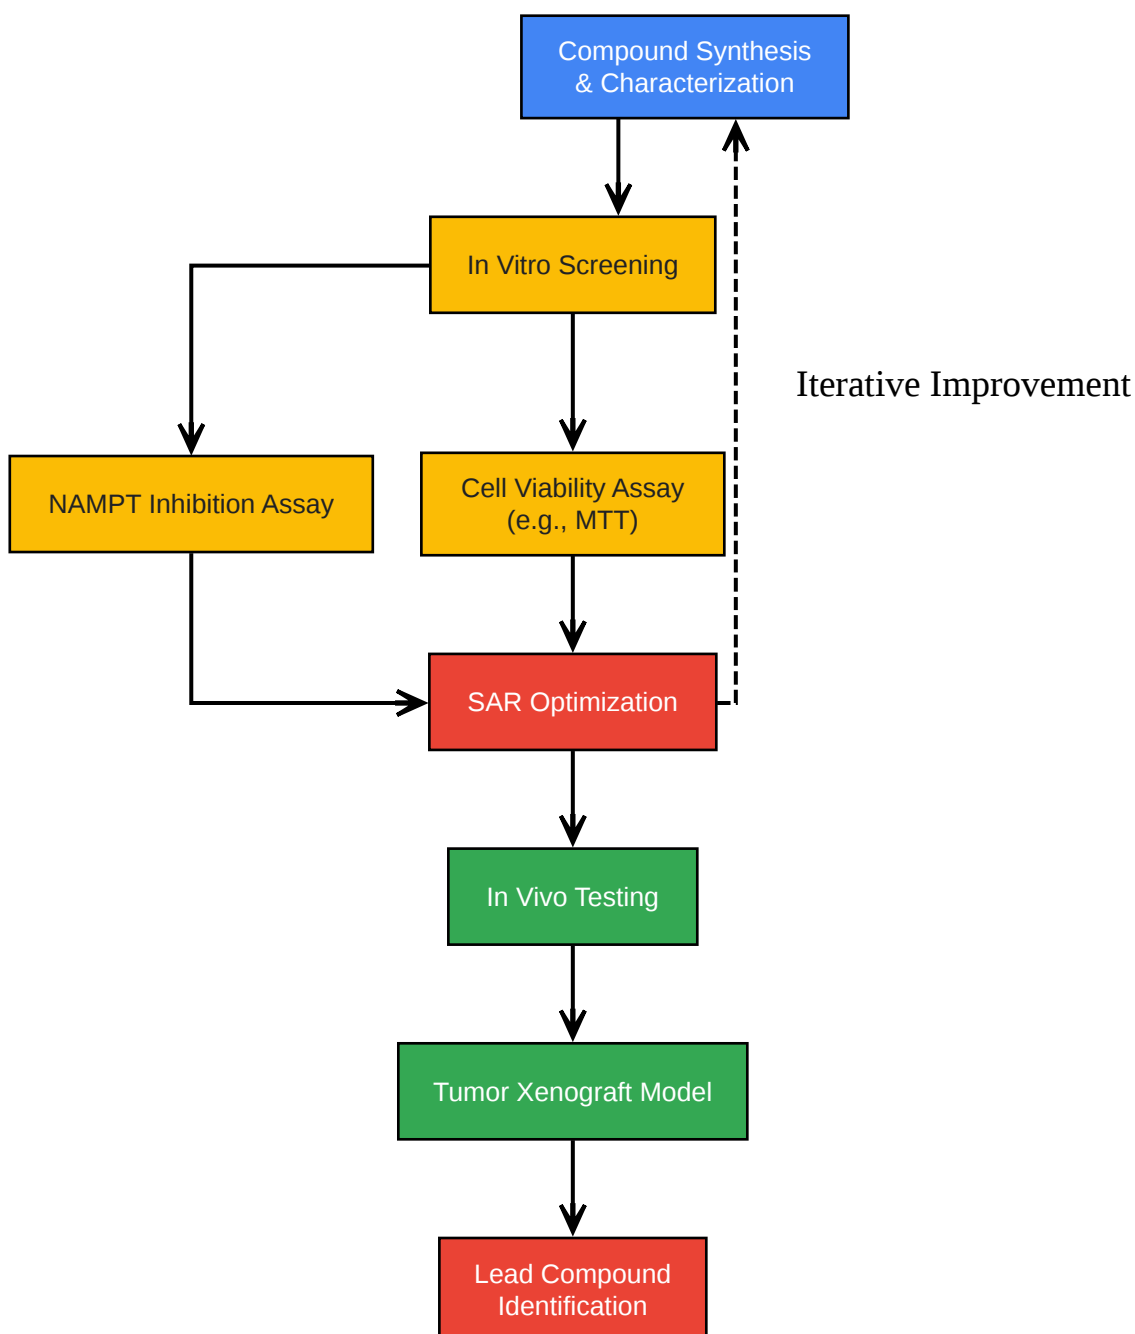 Compound Synthesis
& Characterization
In Vitro Screening
Iterative Improvement
NAMPT Inhibition Assay
Cell Viability Assay
(e.g., MTT)
SAR Optimization
In Vivo Testing
Tumor Xenograft Model
Lead Compound
Identification